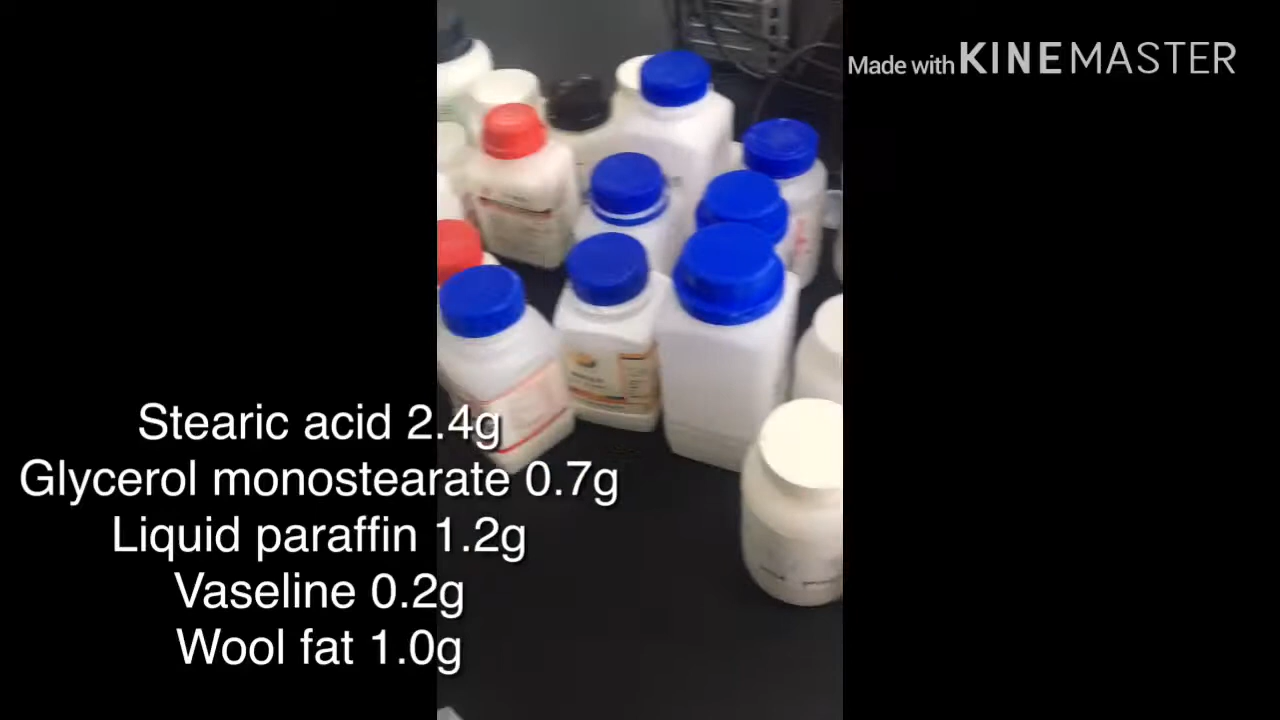 Made with KINEMASTER
Stearic acid 2.4g
Glycerol monostearate 0.7g
Liquid paraffin 1.2g
Vaseline 0.2g
Wool fat 1.0g